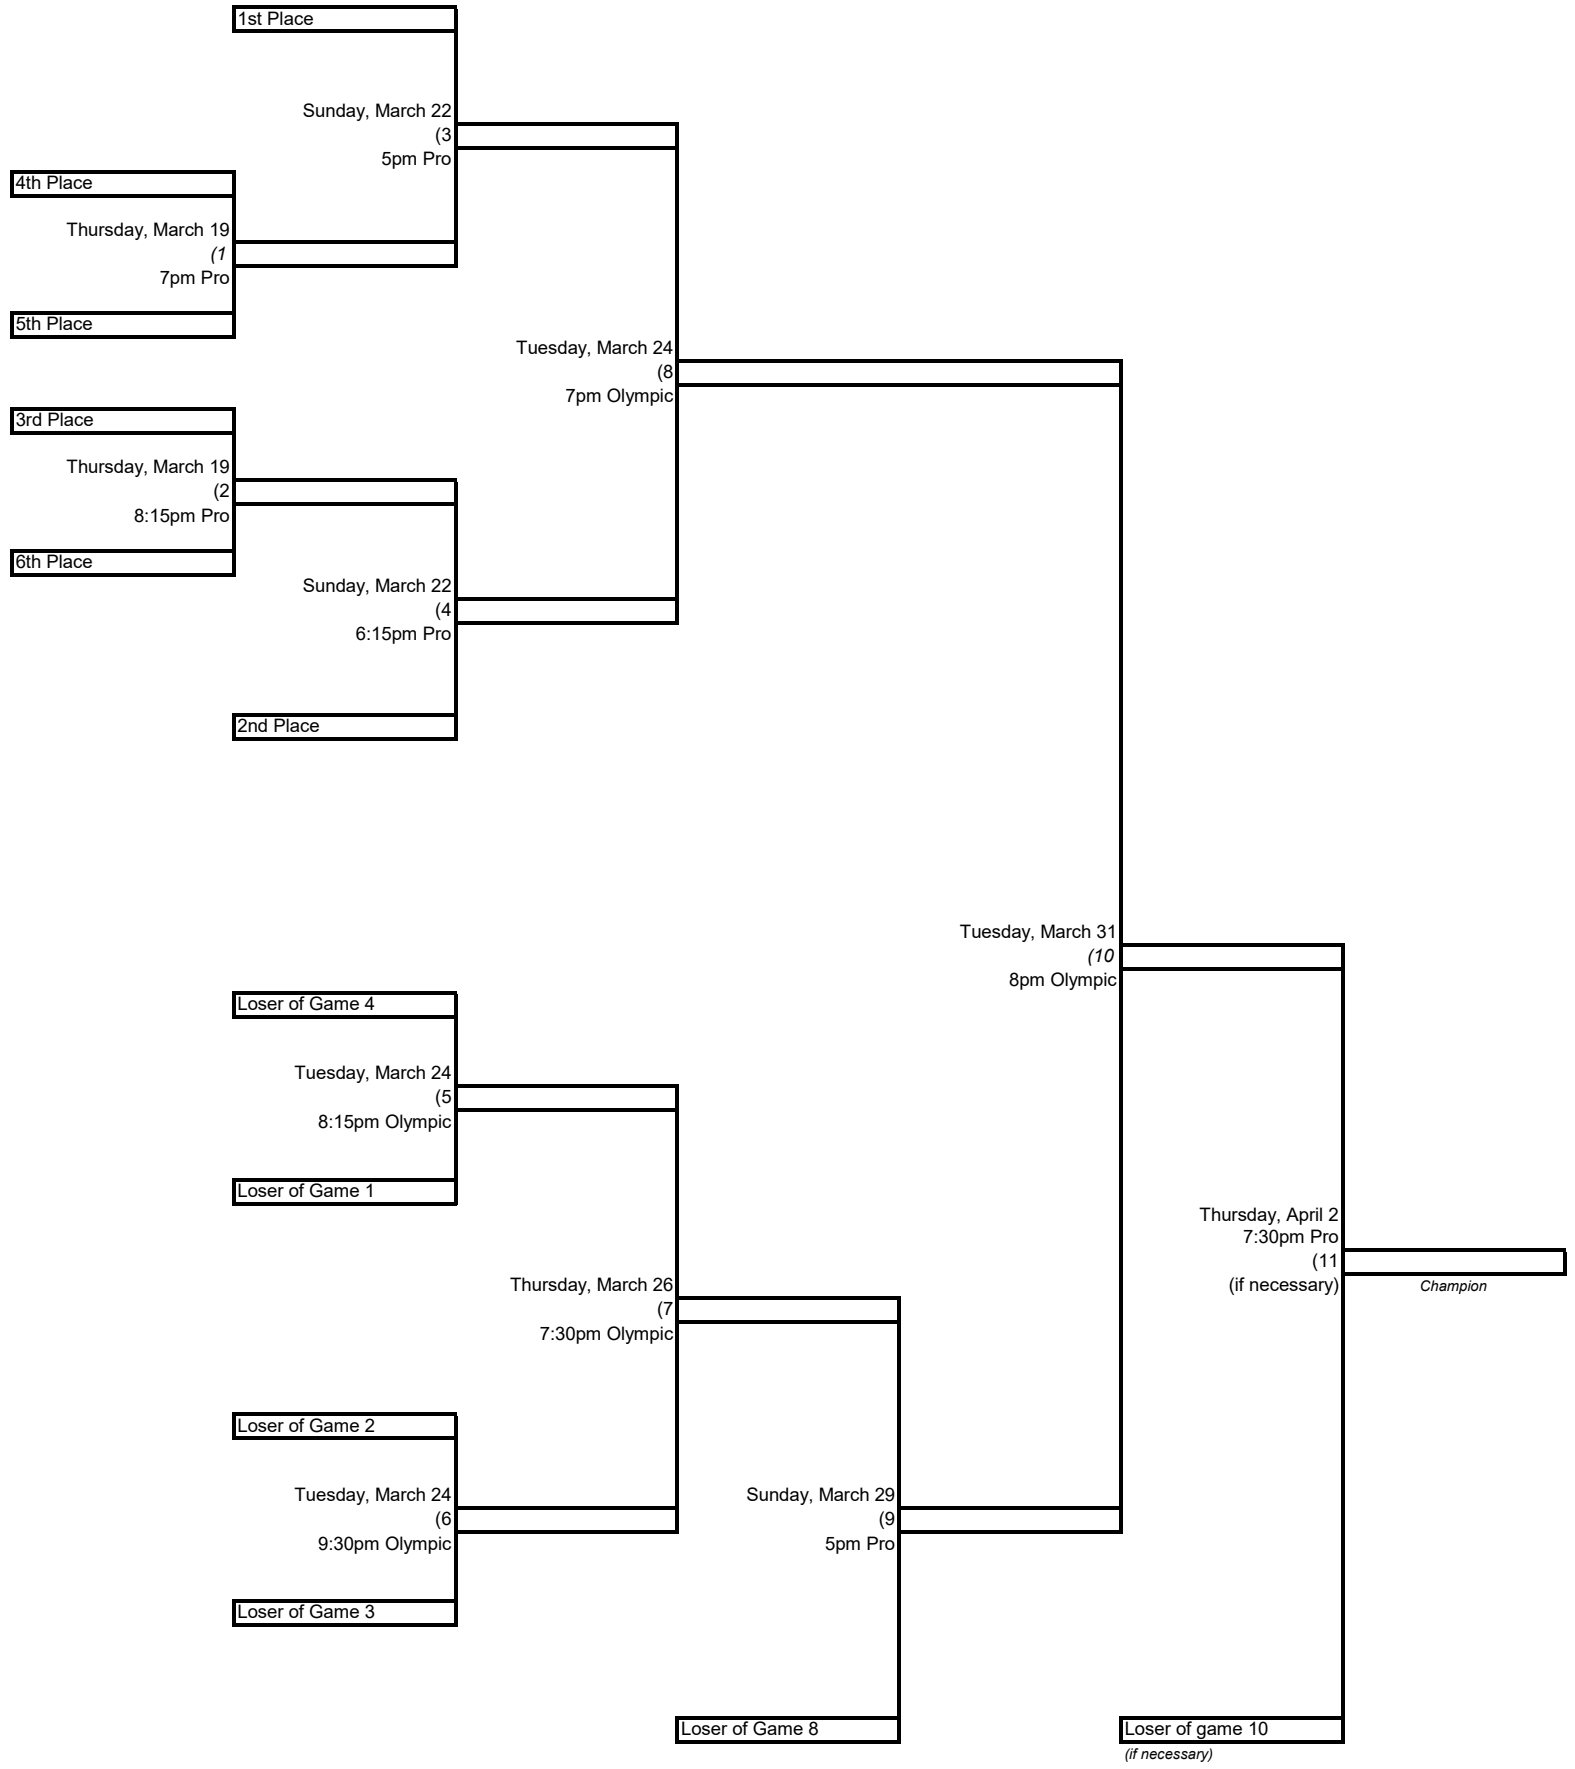 1st Place
Sunday, March 22
(3
5pm Pro
4th Place
Thursday, March 19
(1
7pm Pro
5th Place
Tuesday, March 24
(8
7pm Olympic
3rd Place
Thursday, March 19
(2
8:15pm Pro
6th Place
Sunday, March 22
(4
6:15pm Pro
2nd Place
Tuesday, March 31
(10
8pm Olympic
Loser of Game 4
Tuesday, March 24
(5
8:15pm Olympic
Loser of Game 1
Thursday, April 2
7:30pm Pro
(11
(if necessary)
Champion
Thursday, March 26
(7
7:30pm Olympic
Loser of Game 2
Tuesday, March 24
(6
9:30pm Olympic
Sunday, March 29
(9
5pm Pro
Loser of Game 3
Loser of Game 8
Loser of game 10
(if necessary)